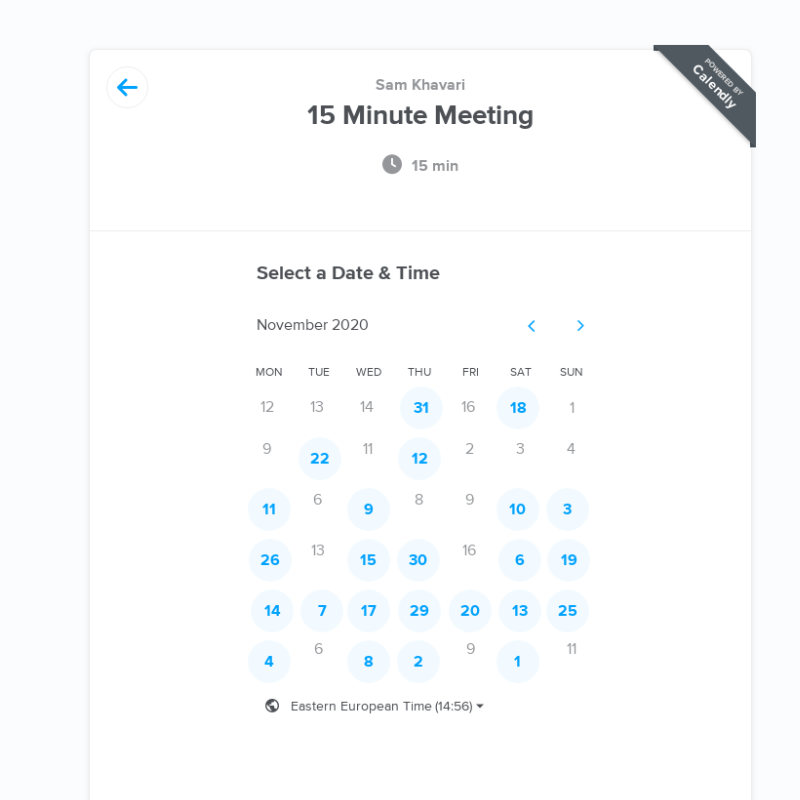 POWERED BY
Calendly
Sam Khavari
15 Minute Meeting
15 min
Select a Date & Time
November 2020
MON TUE WED THU FRI SAT SUN
12 13 14 31 16 18 1
9 22 11 12 2 3 4
11 6 9 8 9 10 3
26 13 15 30 16 6 19
14 7 17 29 20 13 25
4 6 8 2 9 1 11
Eastern European Time (14:56)